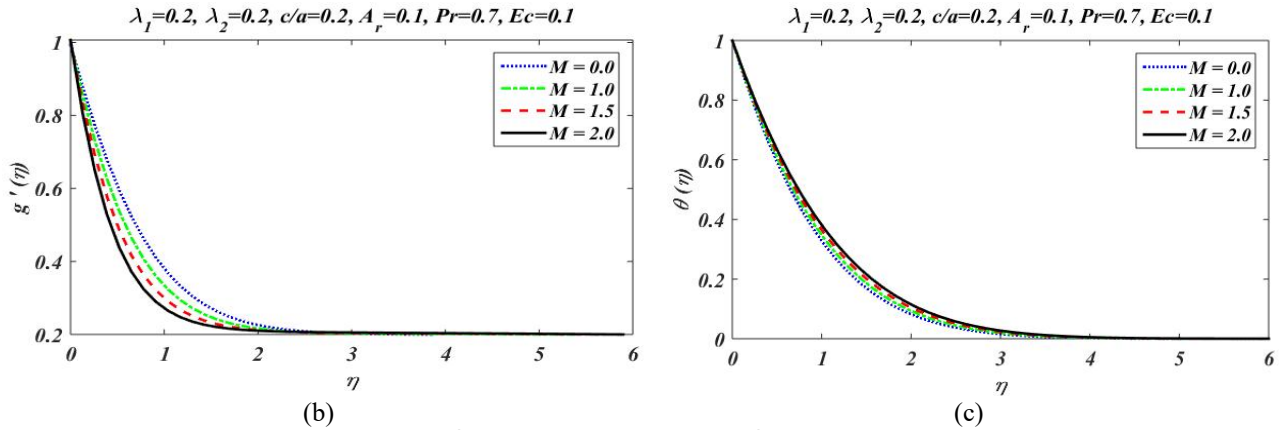 λ₁=0.2, λ₂=0.2, c/a=0.2, Aᵣ=0.1, Pr=0.7, Ec=0.1
1
0.8
0.6
0.4
0.2
g ′ (η)
0 1 2 3 4 5 6
η
M = 0.0
M = 1.0
M = 1.5
M = 2.0
(b)
λ₁=0.2, λ₂=0.2, c/a=0.2, Aᵣ=0.1, Pr=0.7, Ec=0.1
1
0.8
0.6
0.4
0.2
0
θ (η)
0 1 2 3 4 5 6
η
M = 0.0
M = 1.0
M = 1.5
M = 2.0
(c)